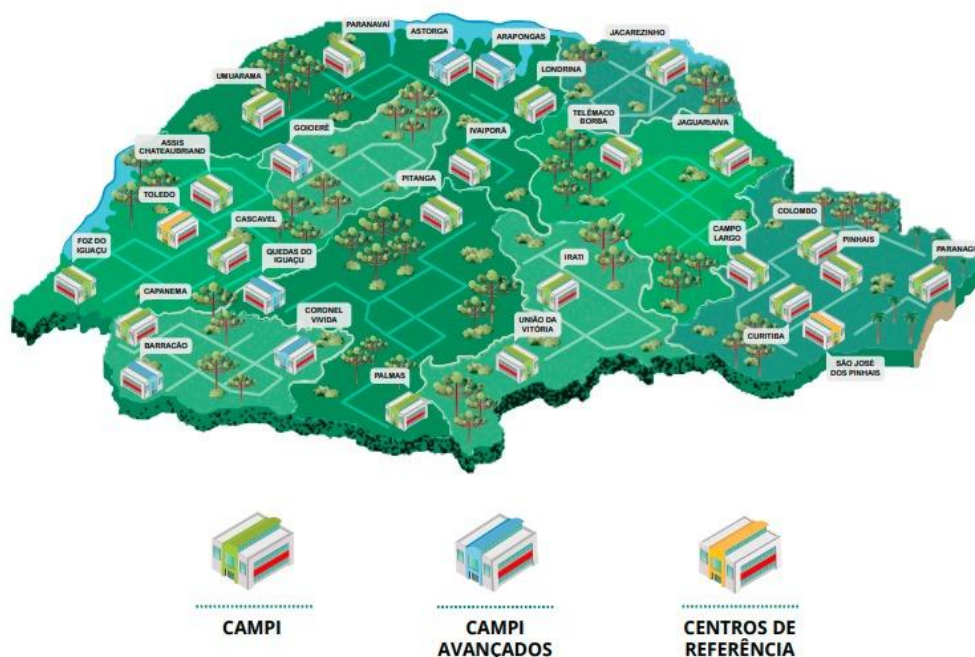 PARANAVAÍ
ASTORGA
ARAPONGAS
JACAREZINHO
UMUARAMA
LONDRINA
TELÊMACO
BORBA
JAGUARIAÍVA
GOIOERÊ
IVAIPORÃ
ASSIS
CHATEAUBRIAND
PITANGA
TOLEDO
CASCAVEL
COLOMBO
CAMPO
LARGO
PINHAIS
FOZ DO
IGUAÇU
QUEDAS DO
IGUAÇU
IRATI
PARANAG
CAPANEMA
CORONEL
VIVIDA
UNIÃO DA
VITÓRIA
BARRACÃO
CURITIBA
PALMAS
SÃO JOSÉ
DOS PINHAIS
CAMPI
CAMPI
AVANÇADOS
CENTROS DE
REFERÊNCIA